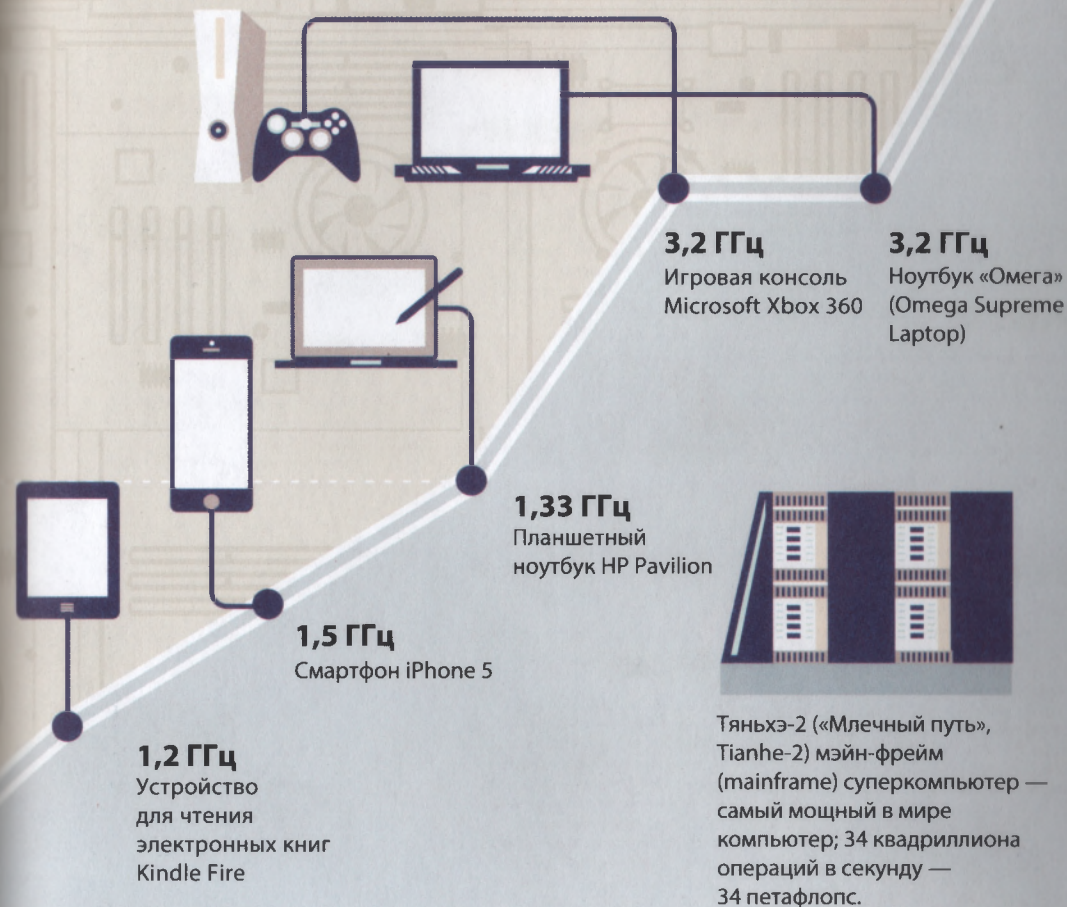 3,2 ГГц
Игровая консоль
Microsoft Xbox 360
3,2 ГГц
Ноутбук «Омега»
(Omega Supreme
Laptop)
1,33 ГГц
Планшетный
ноутбук HP Pavilion
1,5 ГГц
Смартфон iPhone 5
1,2 ГГц
Устройство
для чтения
электронных книг
Kindle Fire
Тяньхэ-2 («Млечный путь»,
Tianhe-2) мэйн-фрейм
(mainframe) суперкомпьютер —
самый мощный в мире
компьютер; 34 квадриллиона
операций в секунду —
34 петафлопс.